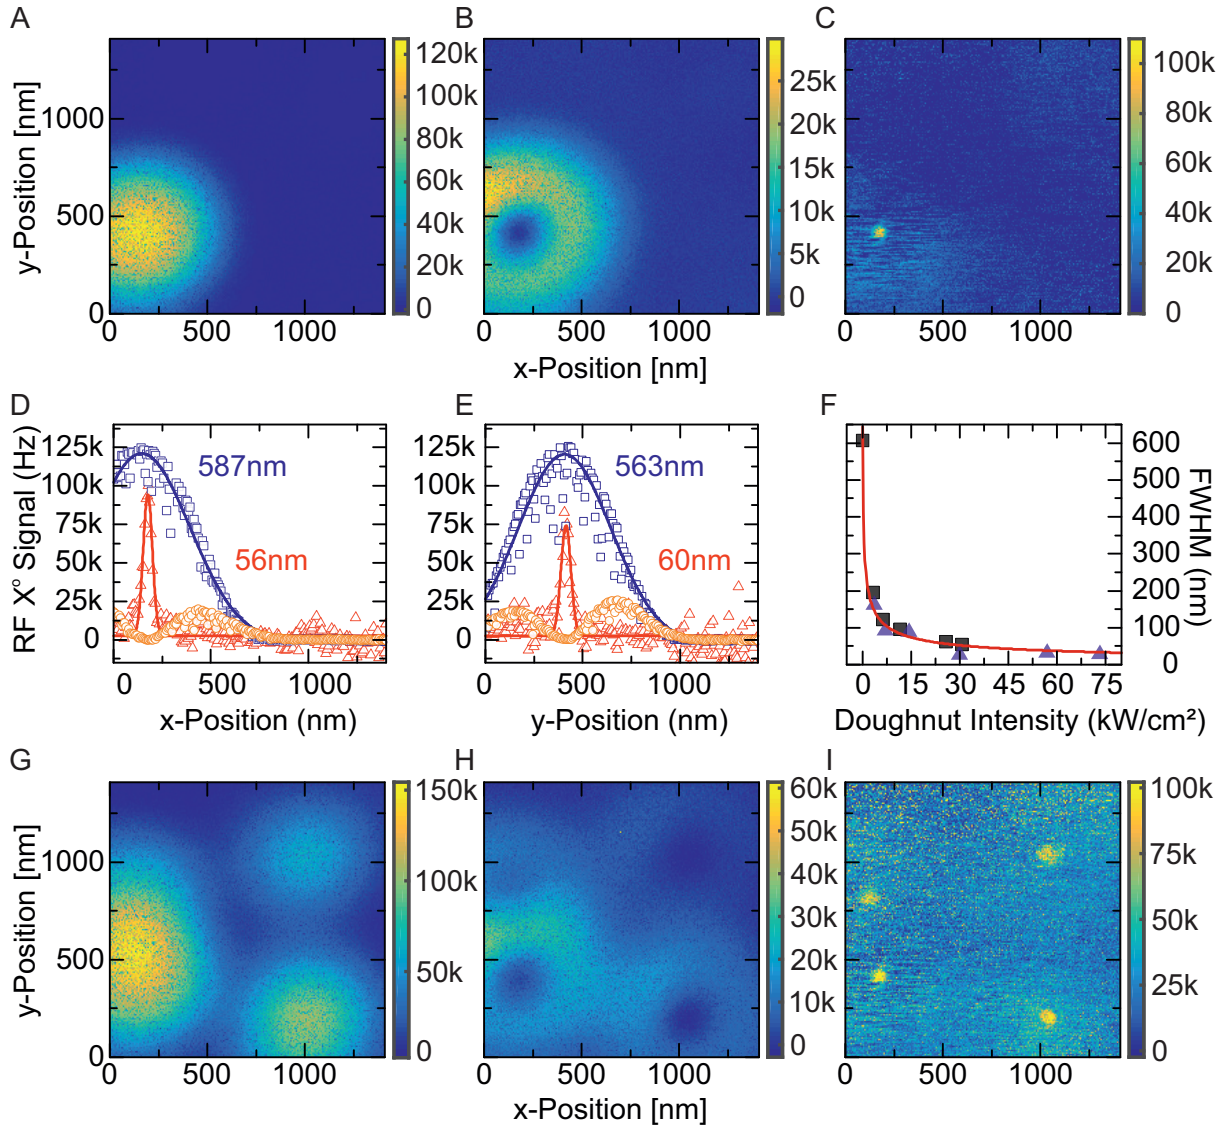 A
B
C
y-Position [nm]
1000
500
0
0
500
1000
120k
100k
80k
60k
40k
20k
0
0
500
1000
x-Position [nm]
25k
20k
15k
10k
5k
0
0
500
1000
100k
80k
60k
40k
20k
0
D
E
F
RF X° Signal (Hz)
125k
100k
75k
50k
25k
0
587nm
56nm
0
500
1000
x-Position (nm)
125k
100k
75k
50k
25k
0
563nm
60nm
0
500
1000
y-Position (nm)
600
500
400
300
200
100
0
FWHM (nm)
0
15
30
45
60
75
Doughnut Intensity (kW/cm²)
G
H
I
y-Position [nm]
1000
500
0
0
500
1000
150k
100k
50k
0
0
500
1000
x-Position [nm]
60k
50k
40k
30k
20k
10k
0
0
500
1000
100k
75k
50k
25k
0